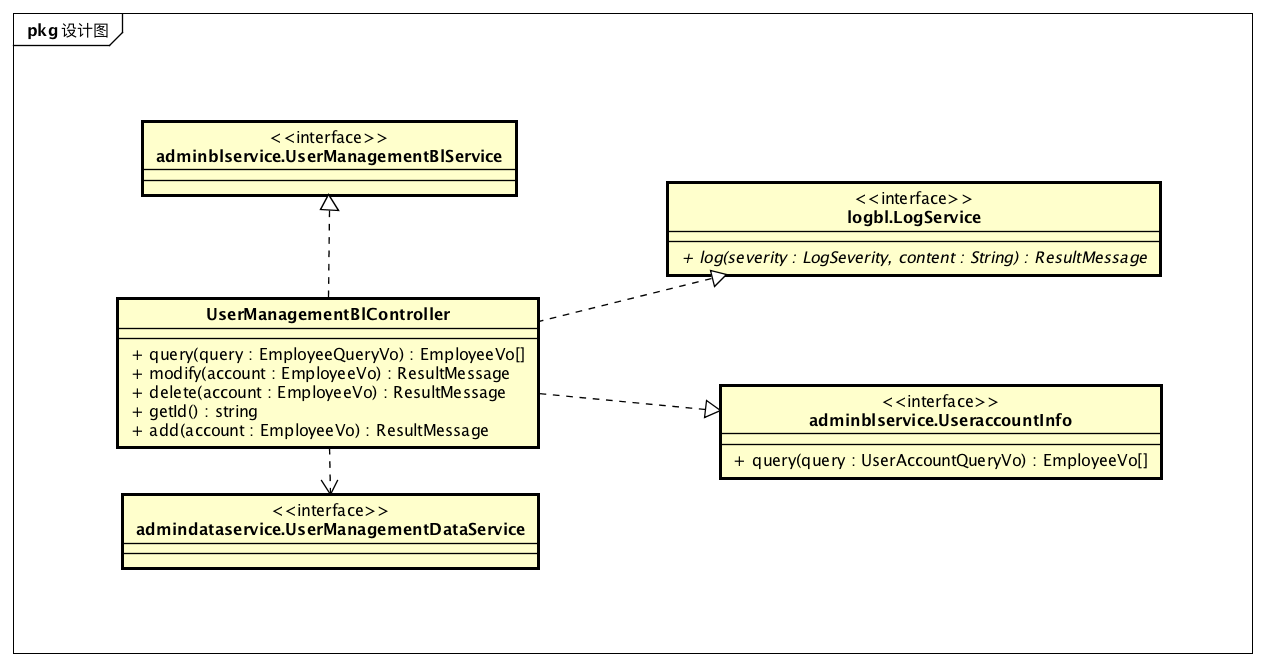 pkg 设计图
<<interface>>
adminblservice.UserManagementBlService
<<interface>>
logbl.LogService
+ log(severity : LogSeverity, content : String) : ResultMessage
UserManagementBlController
+ query(query : EmployeeQueryVo) : EmployeeVo[]
+ modify(account : EmployeeVo) : ResultMessage
+ delete(account : EmployeeVo) : ResultMessage
+ getId() : string
+ add(account : EmployeeVo) : ResultMessage
<<interface>>
adminblservice.UseraccountInfo
+ query(query : UserAccountQueryVo) : EmployeeVo[]
<<interface>>
admindataservice.UserManagementDataService